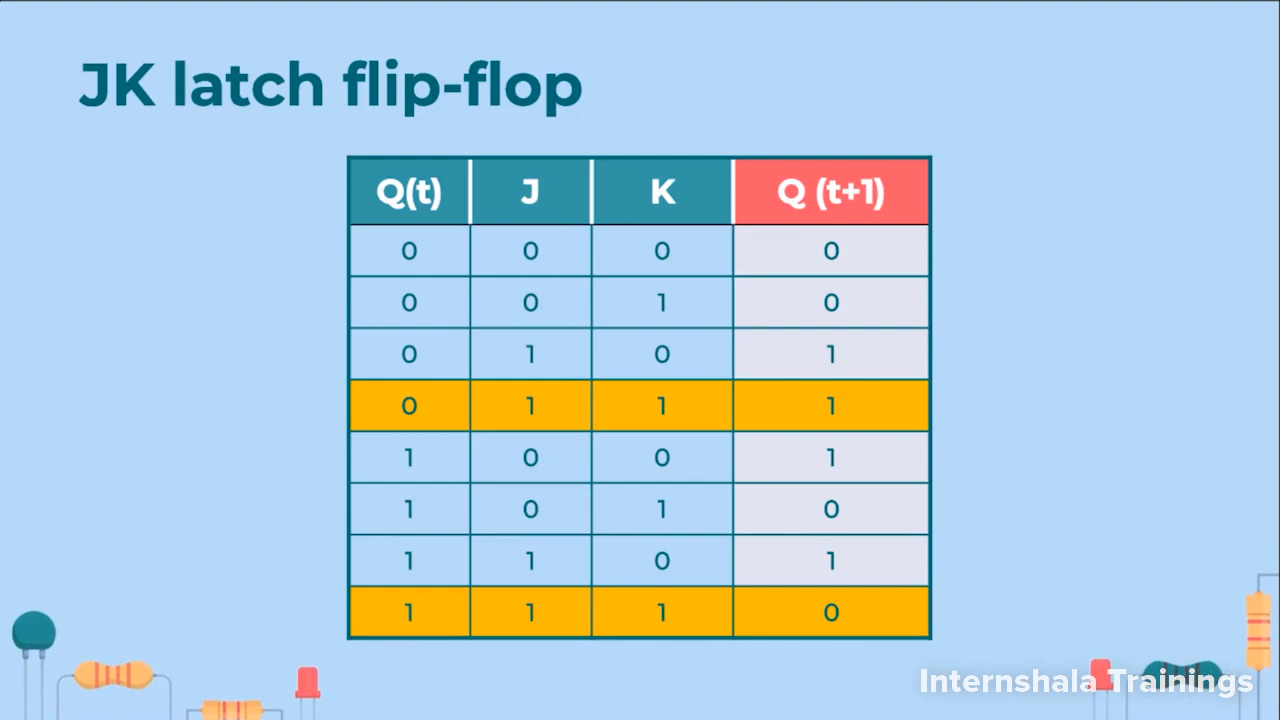 JK latch flip-flop
Q(t) J K Q (t+1)
0 0 0 0
0 0 1 0
0 1 0 1
0 1 1 1
1 0 0 1
1 0 1 0
1 1 0 1
1 1 1 0
Internshala Trainings